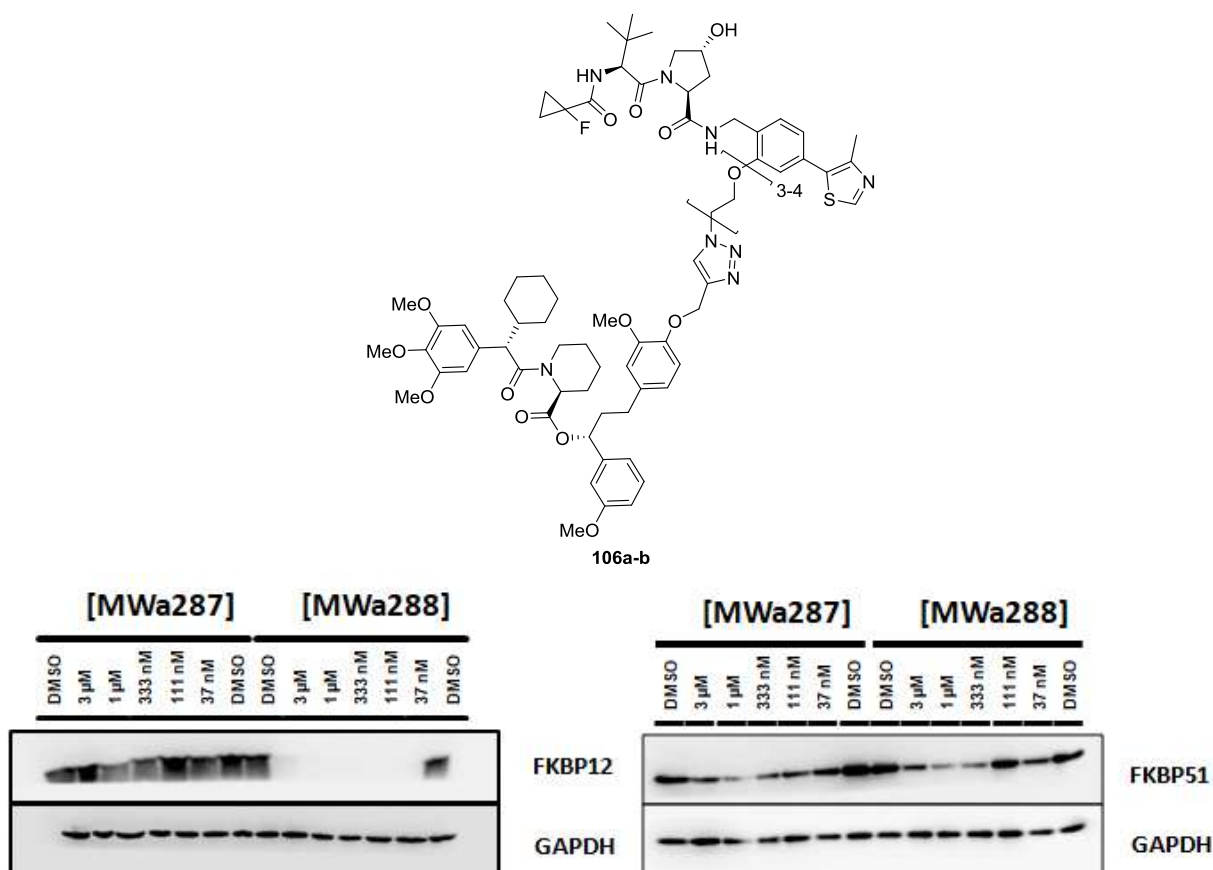 OH
HN
N
O
O
F
O
N
H
O
3-4
S
N
N
N
N
MeO
MeO
O
MeO
N
MeO
O
O
O
MeO
106a-b
[MWa287] [MWa288]
DMSO 3 µM 1 µM 333 nM 111 nM 37 nM DMSO DMSO 3 µM 1 µM 333 nM 111 nM 37 nM DMSO
FKBP12
GAPDH
[MWa287] [MWa288]
DMSO 3 µM 1 µM 333 nM 111 nM 37 nM DMSO DMSO 3 µM 1 µM 333 nM 111 nM 37 nM DMSO
FKBP51
GAPDH